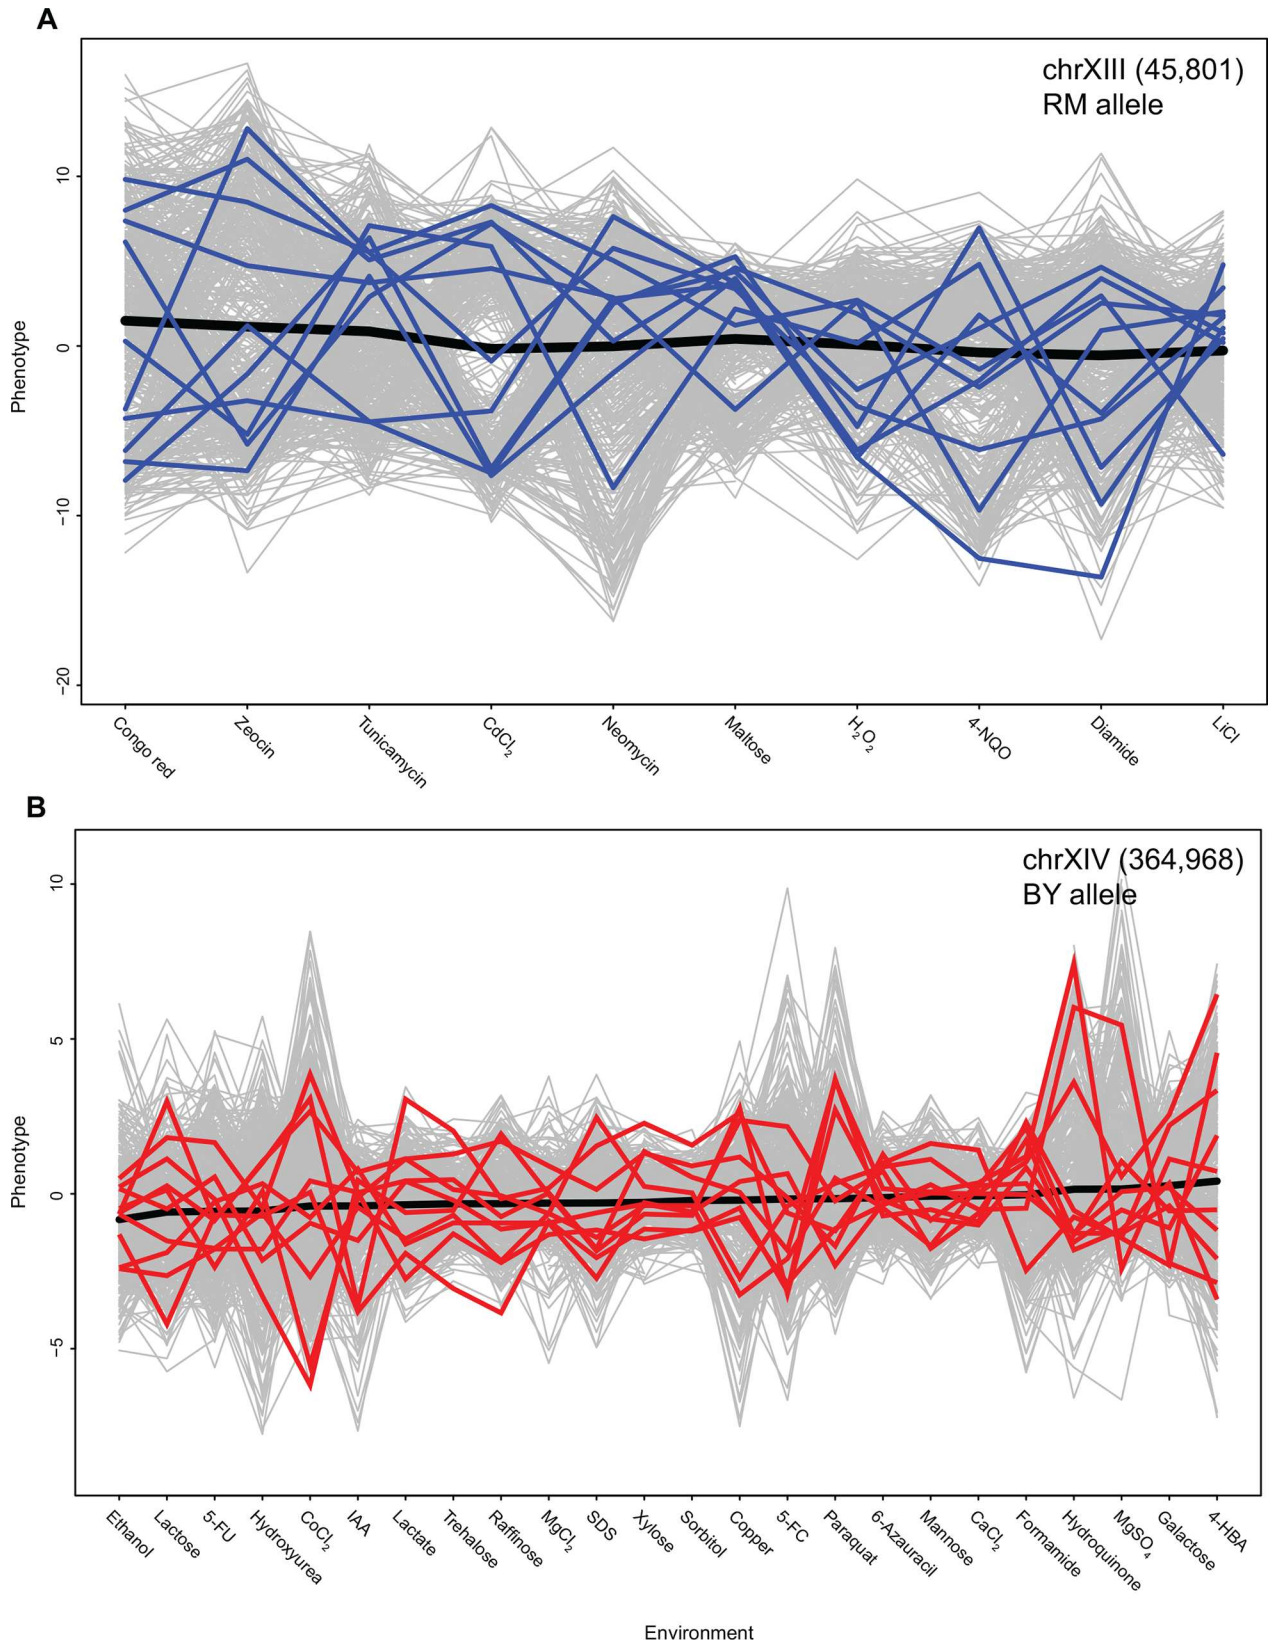 A
chrXIII (45,801)
RM allele
Phenotype
10
0
−10
−20
Congo red
Zeocin
Tunicamycin
CdCl₂
Neomycin
Maltose
H₂O₂
4-NQO
Diamide
LiCl
B
chrXIV (364,968)
BY allele
Phenotype
10
5
0
−5
Ethanol
Lactose
5-FU
Hydroxyurea
CoCl₂
IAA
Lactate
Trehalose
Raffinose
MgCl₂
SDS
Xylose
Sorbitol
Copper
5-FC
Paraquat
6-Azauracil
Mannose
CaCl₂
Formamide
Hydroquinone
MgSO₄
Galactose
4-HBA
Environment